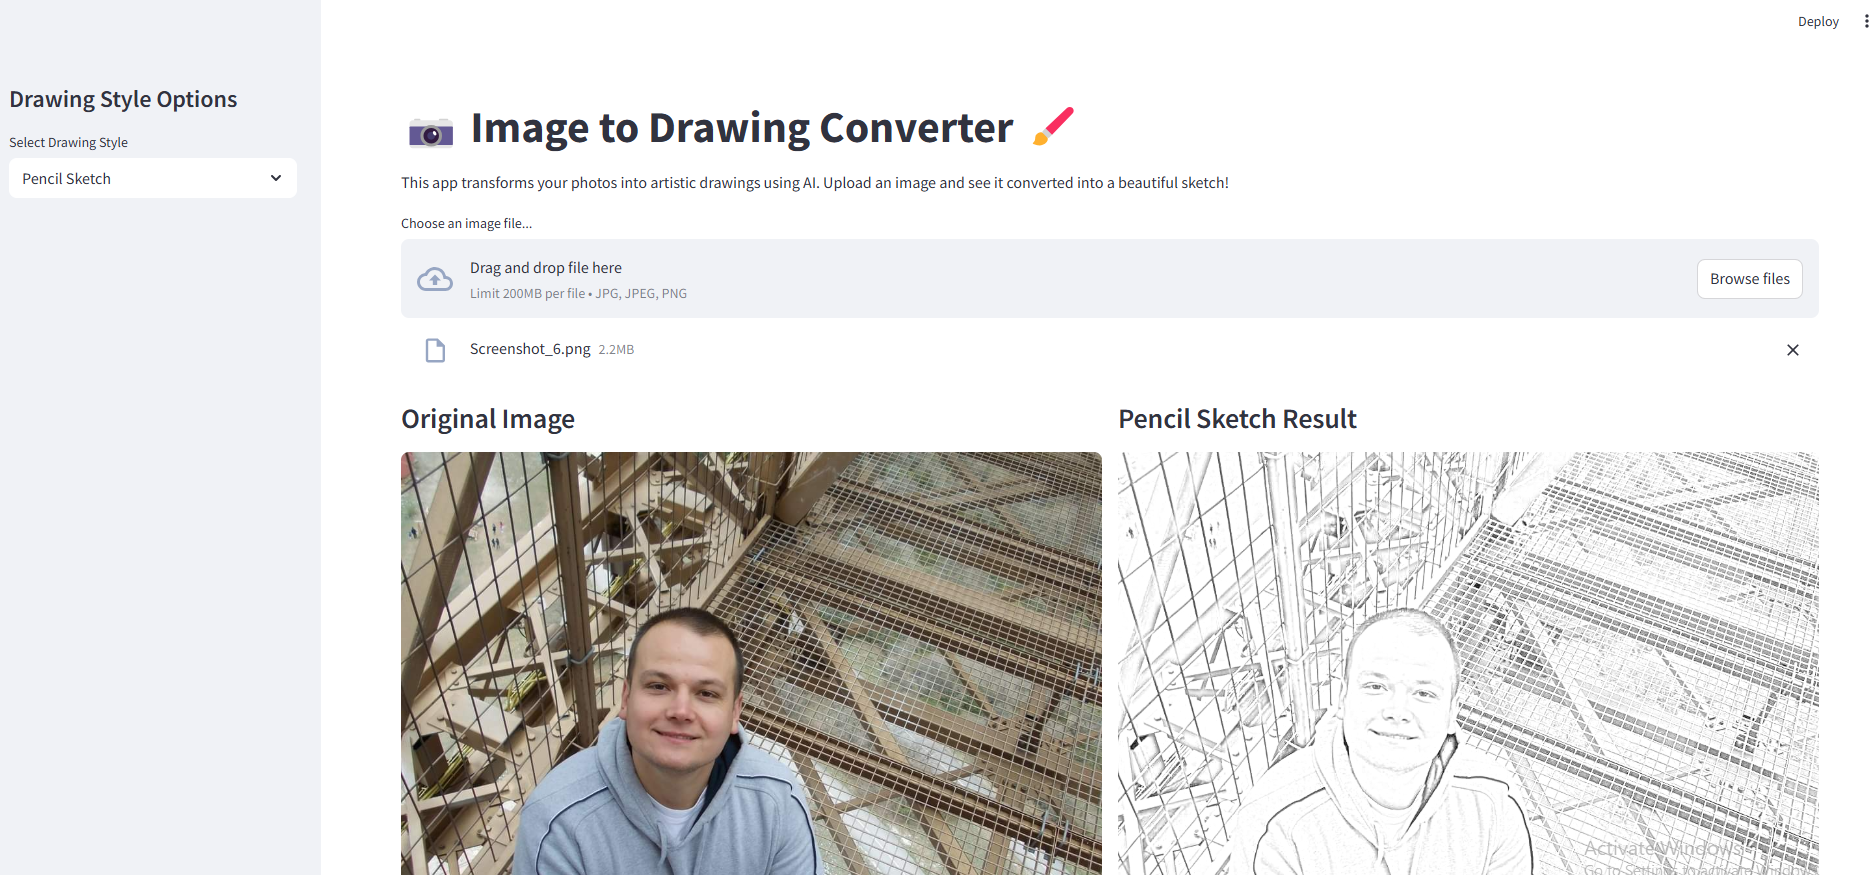 Deploy
Drawing Style Options
Select Drawing Style
Pencil Sketch
Image to Drawing Converter
This app transforms your photos into artistic drawings using AI. Upload an image and see it converted into a beautiful sketch!
Choose an image file...
Drag and drop file here
Limit 200MB per file • JPG, JPEG, PNG
Browse files
Screenshot_6.png 2.2MB
Original Image
Pencil Sketch Result
Activate Windows
Go to Settings to activate Windows.